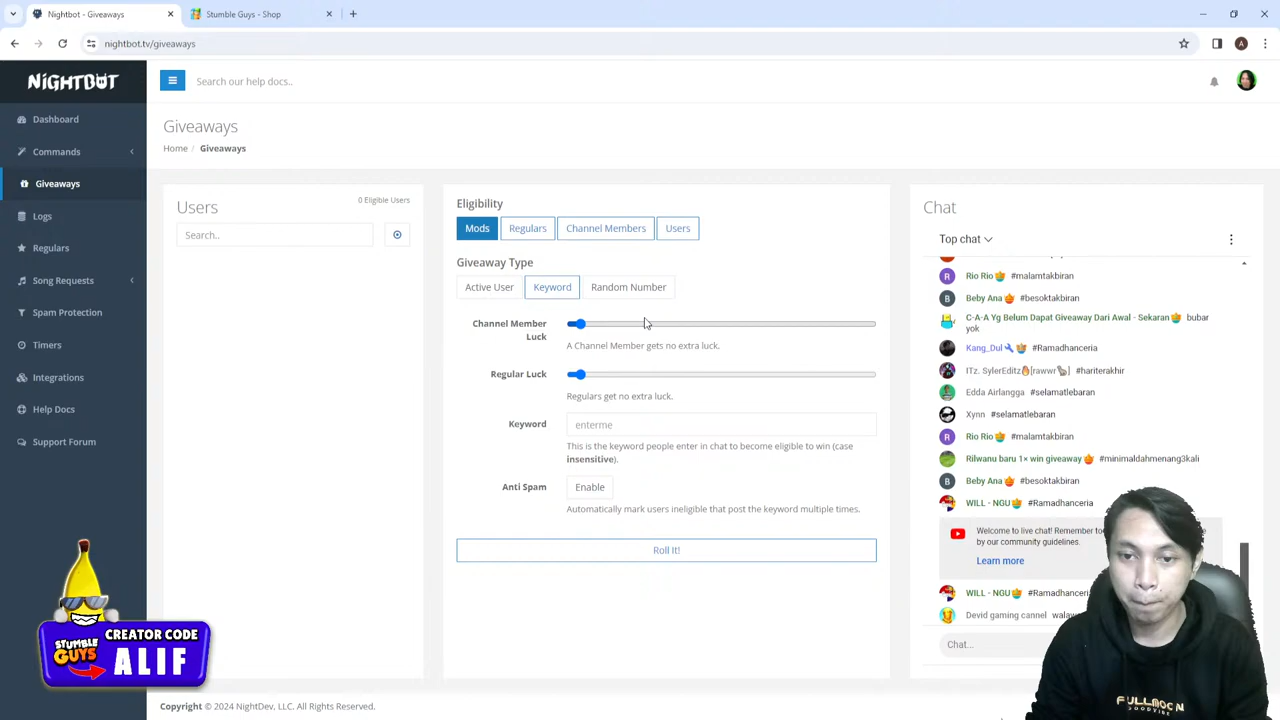 Nightbot - Giveaways
Stumble Guys - Shop
nightbot.tv/giveaways
A
NiGHTBOT
Search our help docs..
Dashboard
Commands
Giveaways
Logs
Regulars
Song Requests
Spam Protection
Timers
Integrations
Help Docs
Support Forum
Giveaways
Home / Giveaways
Users
0 Eligible Users
Search..
Eligibility
Mods
Regulars
Channel Members
Users
Giveaway Type
Active User
Keyword
Random Number
Channel Member
Luck
A Channel Member gets no extra luck.
Regular Luck
Regulars get no extra luck.
Keyword
enterme
This is the keyword people enter in chat to become eligible to win (case
insensitive).
Anti Spam
Enable
Automatically mark users ineligible that post the keyword multiple times.
Roll It!
Chat
Top chat
R Rio Rio #malamtakbiran
B Beby Ana #besoktakbiran
C-A-A Yg Belum Dapat Giveaway Dari Awal - Sekaran bubar
yok
Kang_Dul #Ramadhanceria
ITz. SylerEditz [rawwr] #hariterakhir
Edda Airlangga #selamatlebaran
Xynn #selamatlebaran
R Rio Rio #malamtakbiran
Rilwanu baru 1× win giveaway #minimaldahmenang3kali
B Beby Ana #besoktakbiran
WILL - NGU #Ramadhanceria
Welcome to live chat! Remember to
by our community guidelines.
Learn more
WILL - NGU #Ramadhanceria
Devid gaming cannel
Chat...
STUMBLE
GUYS
CREATOR CODE
ALIF
FULLMOON
Copyright © 2024 NightDev, LLC. All Rights Reserved.